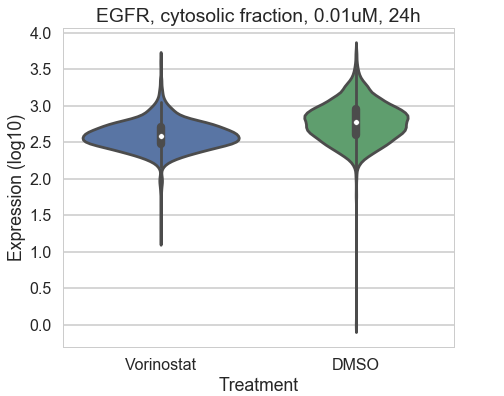 EGFR, cytosolic fraction, 0.01uM, 24h
Expression (log10)
4.0
3.5
3.0
2.5
2.0
1.5
1.0
0.5
0.0
Vorinostat
DMSO
Treatment